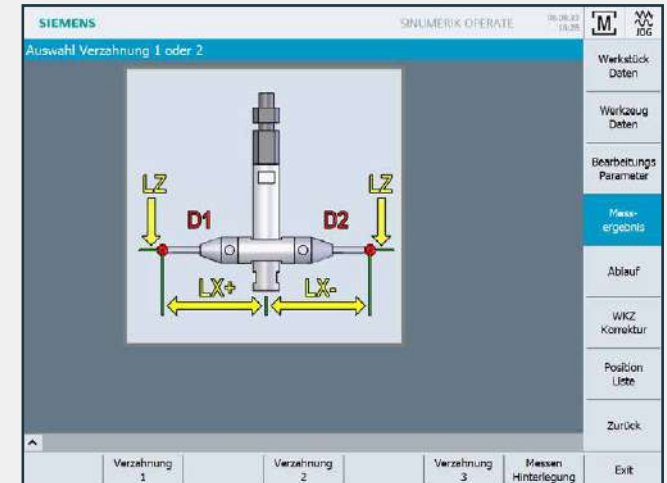 SIEMENS
SINUMERIK OPERATE
M
JOG
Auswahl Verzahnung 1 oder 2
Werkstück
Daten
Werkzeug
Daten
Bearbeitungs
Parameter
Mess-
ergebnis
Ablauf
WKZ
Korrektur
Position
Liste
Zurück
LZ
LZ
D1
D2
LX+
LX-
Verzahnung
1
Verzahnung
2
Verzahnung
3
Messen
Hinterlegung
Exit